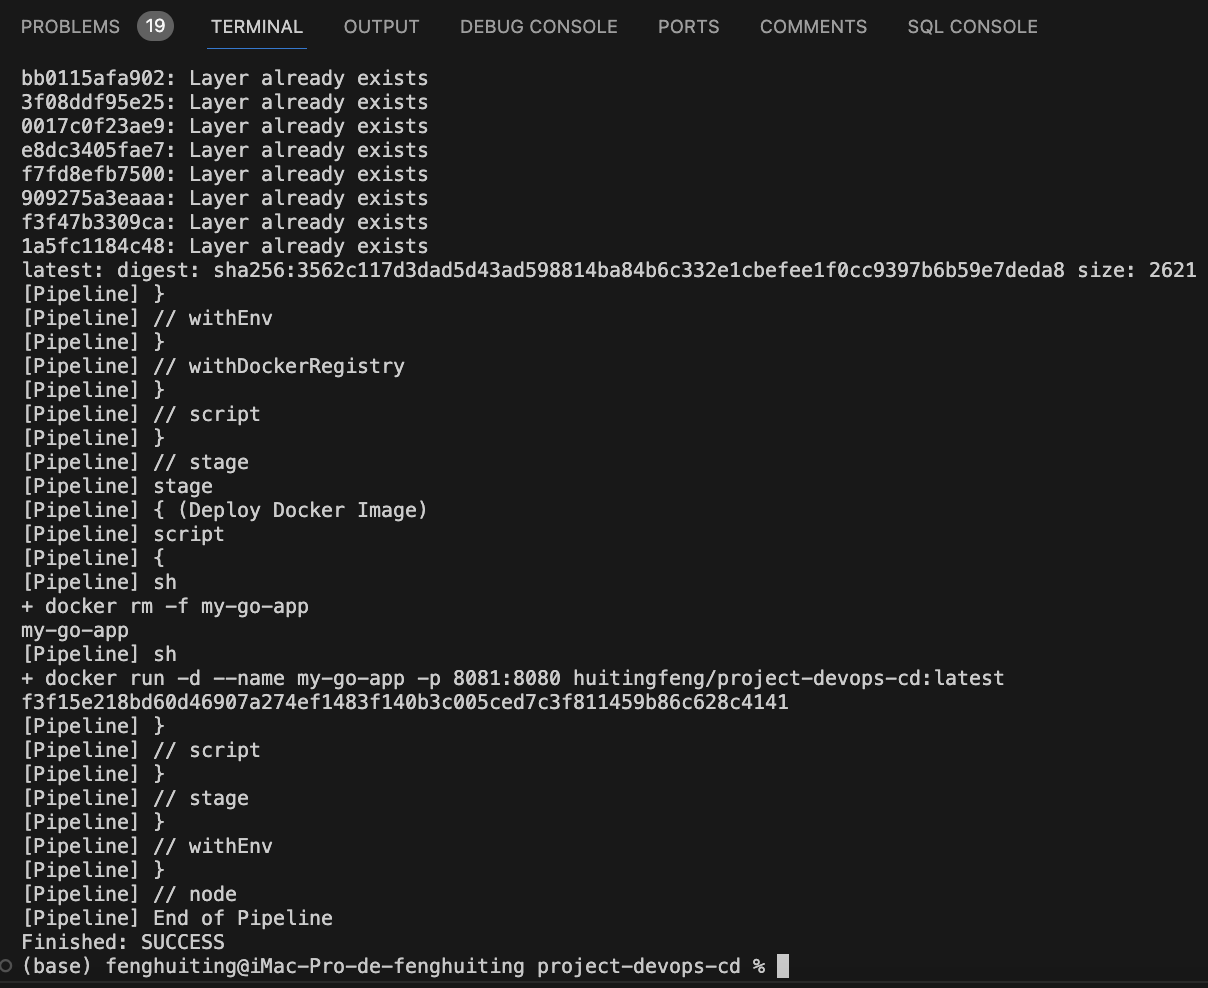 PROBLEMS 19 TERMINAL OUTPUT DEBUG CONSOLE PORTS COMMENTS SQL CONSOLE
bb0115afa902: Layer already exists
3f08ddf95e25: Layer already exists
0017c0f23ae9: Layer already exists
e8dc3405fae7: Layer already exists
f7fd8efb7500: Layer already exists
909275a3eaaa: Layer already exists
f3f47b3309ca: Layer already exists
1a5fc1184c48: Layer already exists
latest: digest: sha256:3562c117d3dad5d43ad598814ba84b6c332e1cbefee1f0cc9397b6b59e7deda8 size: 2621
[Pipeline] }
[Pipeline] // withEnv
[Pipeline] }
[Pipeline] // withDockerRegistry
[Pipeline] }
[Pipeline] // script
[Pipeline] }
[Pipeline] // stage
[Pipeline] stage
[Pipeline] { (Deploy Docker Image)
[Pipeline] script
[Pipeline] {
[Pipeline] sh
+ docker rm -f my-go-app
my-go-app
[Pipeline] sh
+ docker run -d --name my-go-app -p 8081:8080 huitingfeng/project-devops-cd:latest
f3f15e218bd60d46907a274ef1483f140b3c005ced7c3f811459b86c628c4141
[Pipeline] }
[Pipeline] // script
[Pipeline] }
[Pipeline] // stage
[Pipeline] }
[Pipeline] // withEnv
[Pipeline] }
[Pipeline] // node
[Pipeline] End of Pipeline
Finished: SUCCESS
(base) fenghuiting@iMac-Pro-de-fenghuiting project-devops-cd %